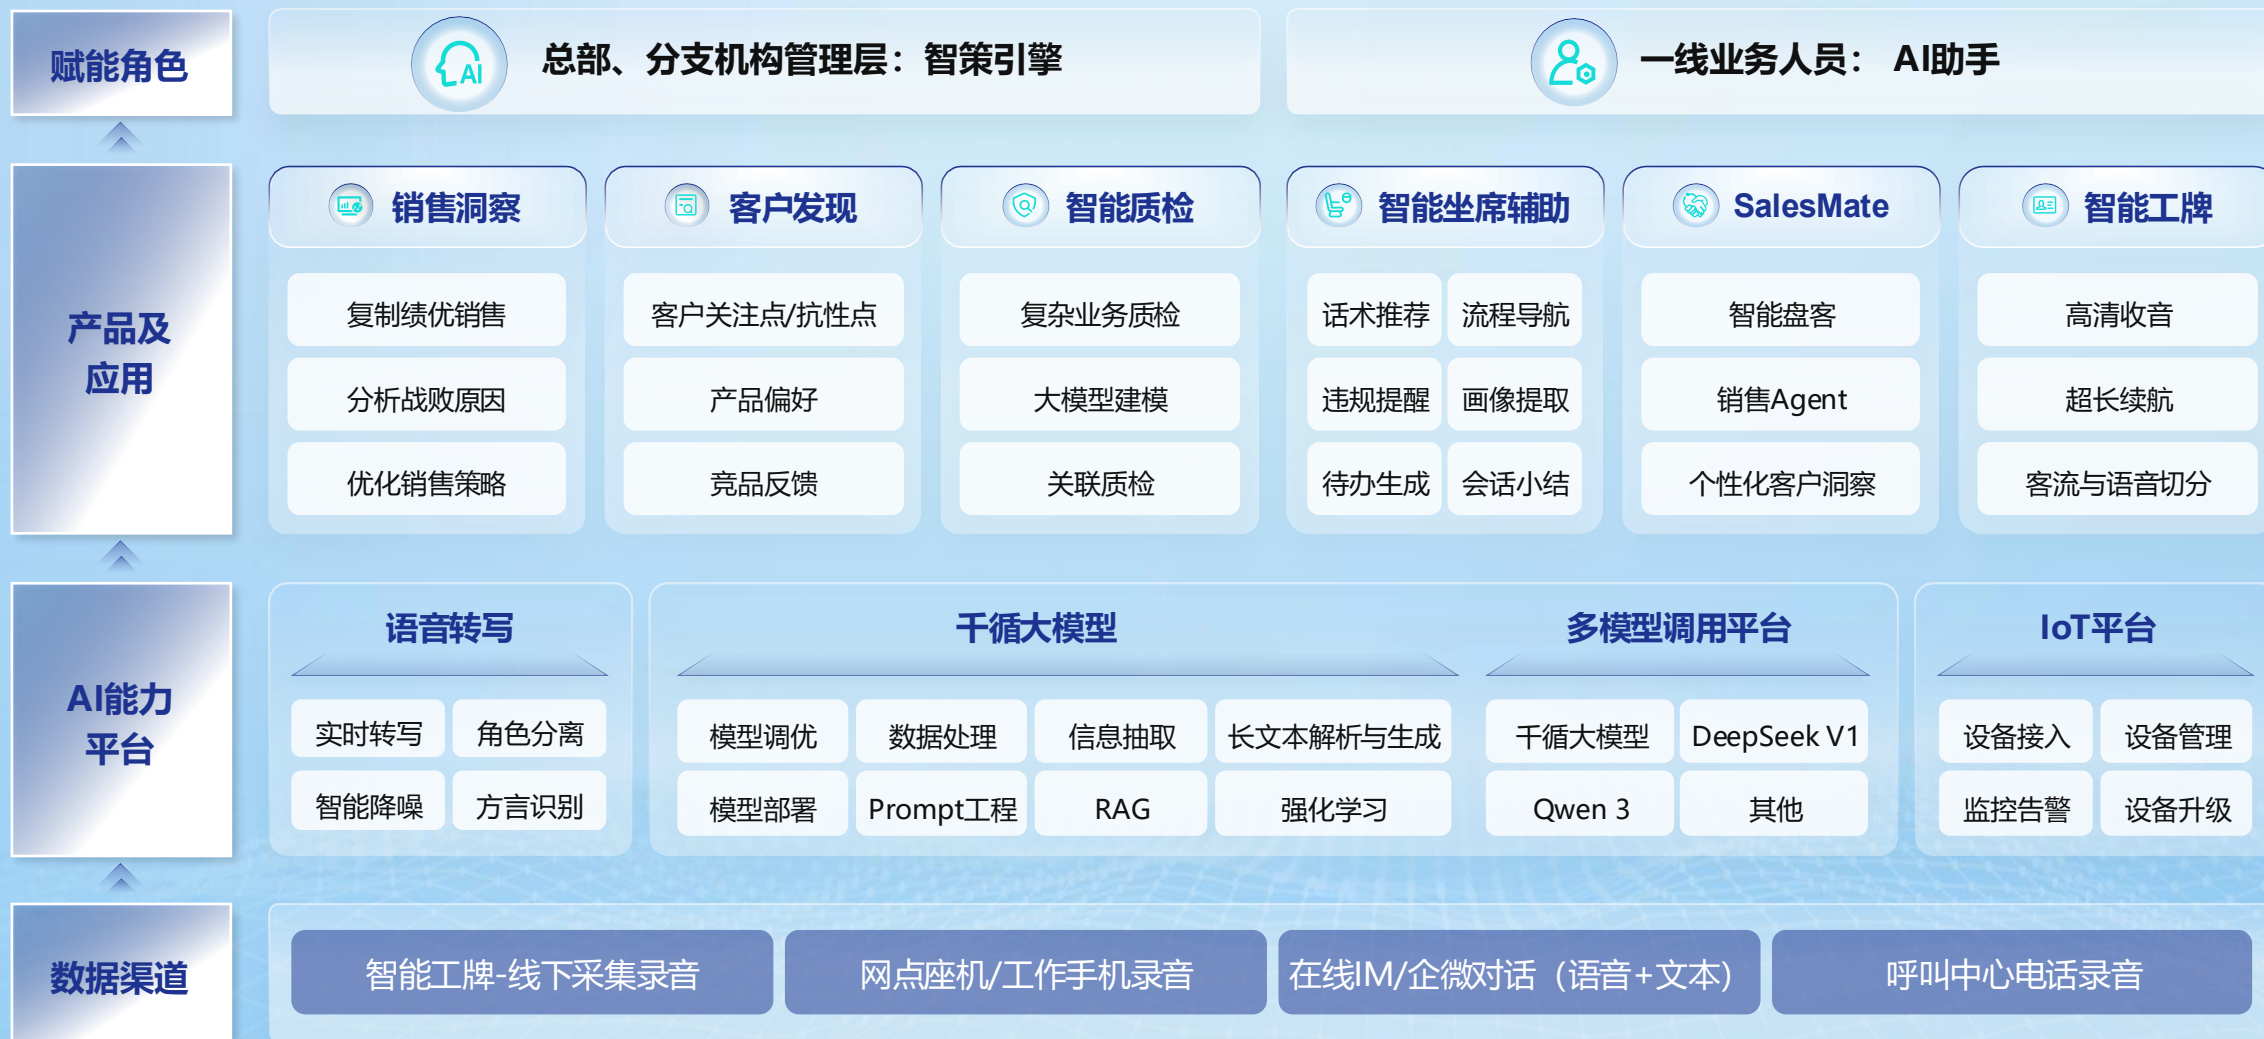 赋能角色
总部、分支机构管理层：智策引擎
一线业务人员： AI助手
产品及
应用
销售洞察
复制绩优销售
分析战败原因
优化销售策略
客户发现
客户关注点/抗性点
产品偏好
竞品反馈
智能质检
复杂业务质检
大模型建模
关联质检
智能坐席辅助
话术推荐
流程导航
违规提醒
画像提取
待办生成
会话小结
SalesMate
智能盘客
销售Agent
个性化客户洞察
智能工牌
高清收音
超长续航
客流与语音切分
AI能力
平台
语音转写
实时转写
角色分离
智能降噪
方言识别
千循大模型
模型调优
数据处理
信息抽取
长文本解析与生成
模型部署
Prompt工程
RAG
强化学习
多模型调用平台
千循大模型
DeepSeek V1
Qwen 3
其他
IoT平台
设备接入
设备管理
监控告警
设备升级
数据渠道
智能工牌-线下采集录音
网点座机/工作手机录音
在线IM/企微对话（语音+文本）
呼叫中心电话录音
AI